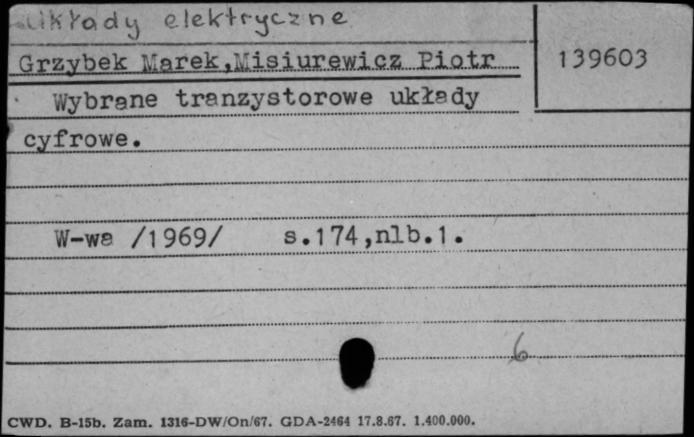 Układy elektryczne
Grzybek Marek,Misiurewicz Piotr
139603
Wybrane tranzystorowe układy
cyfrowe.
W-wa /1969/ s.174,nlb.1.
6
CWD. B-15b. Zam. 1316-DW/On/67. GDA-2464 17.8.67. 1.400.000.